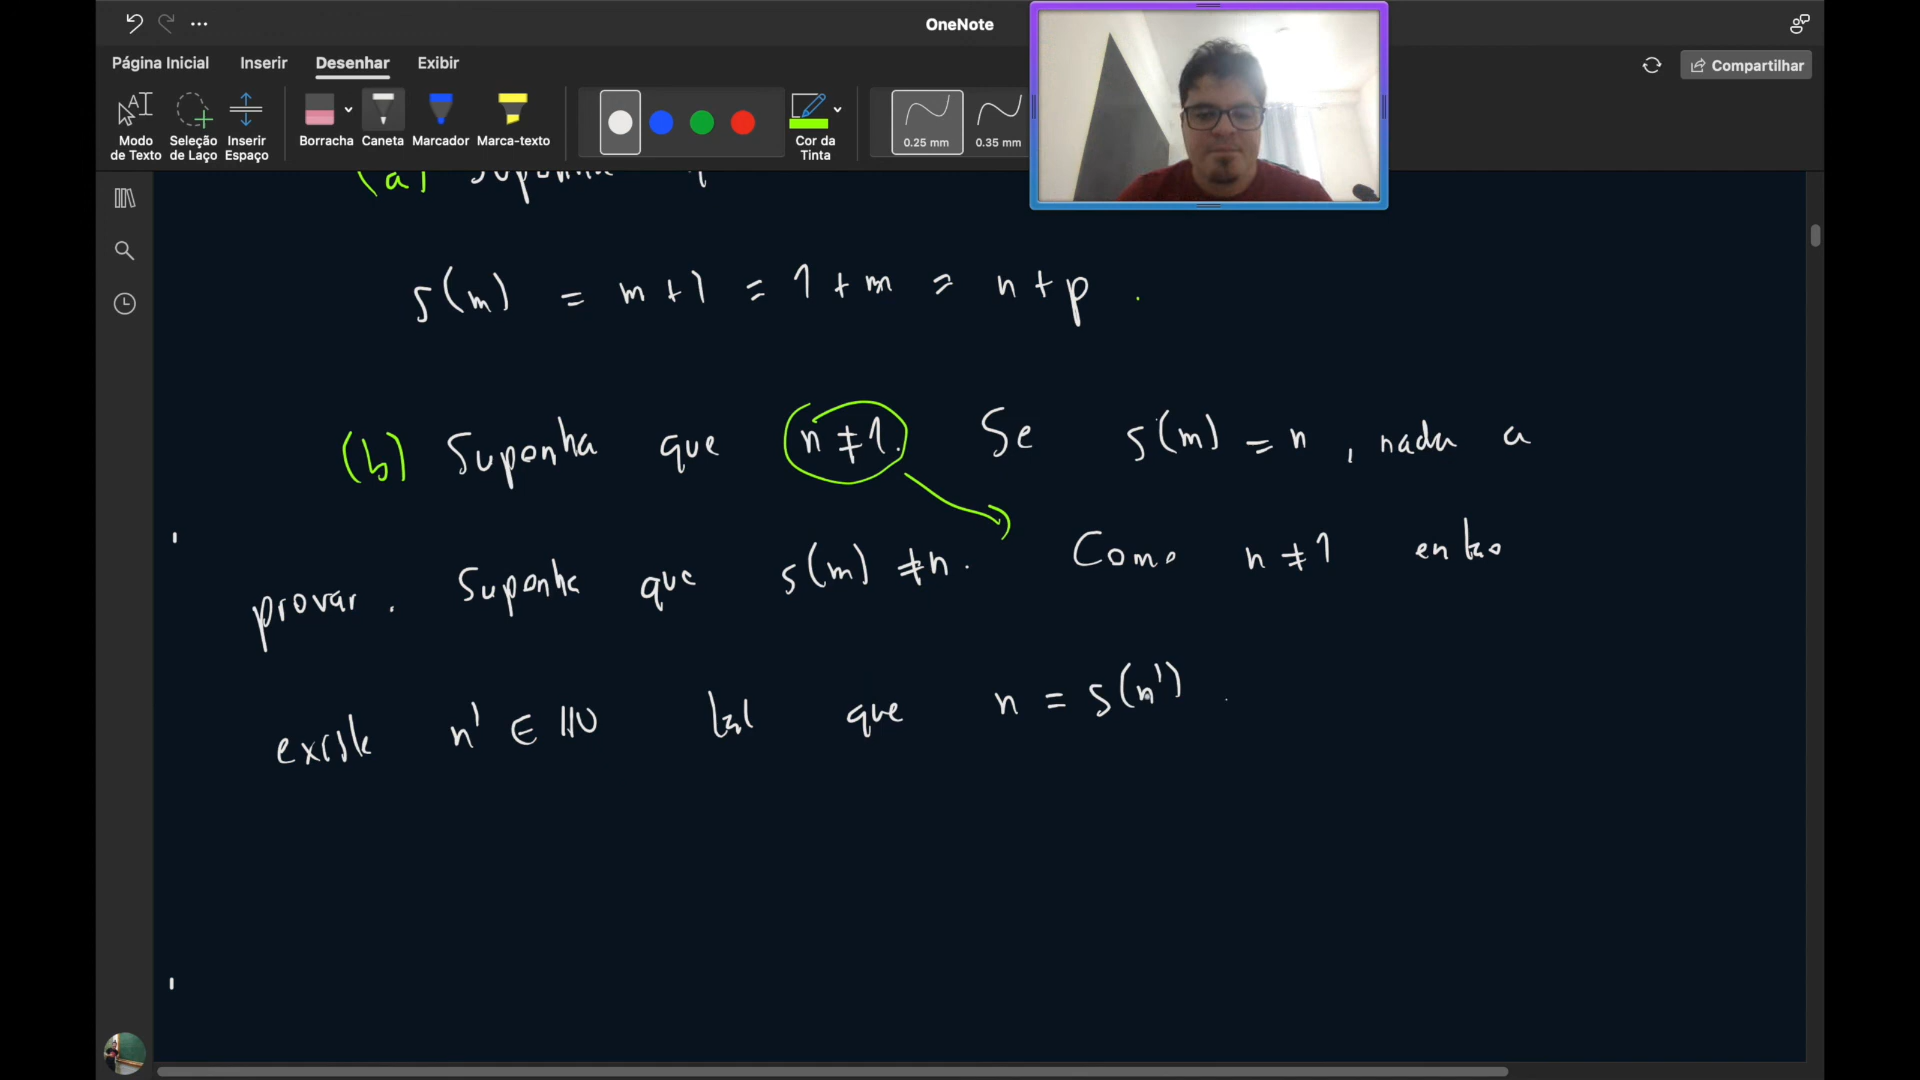 OneNote
Página Inicial Inserir Desenhar Exibir
Compartilhar
Modo de Texto Seleção de Laço Inserir Espaço Borracha Caneta Marcador Marca-texto Cor da Tinta 0.25 mm 0.35 mm
(a) Suponha q
s(m) = m+1 = 1+m = n+p.
(b) Suponha que n≠1. Se s(m) = n, nada a
provar. Suponha que s(m) ≠ n. Como n≠1 então
existe n' ∈ ℕ tal que n = s(n').